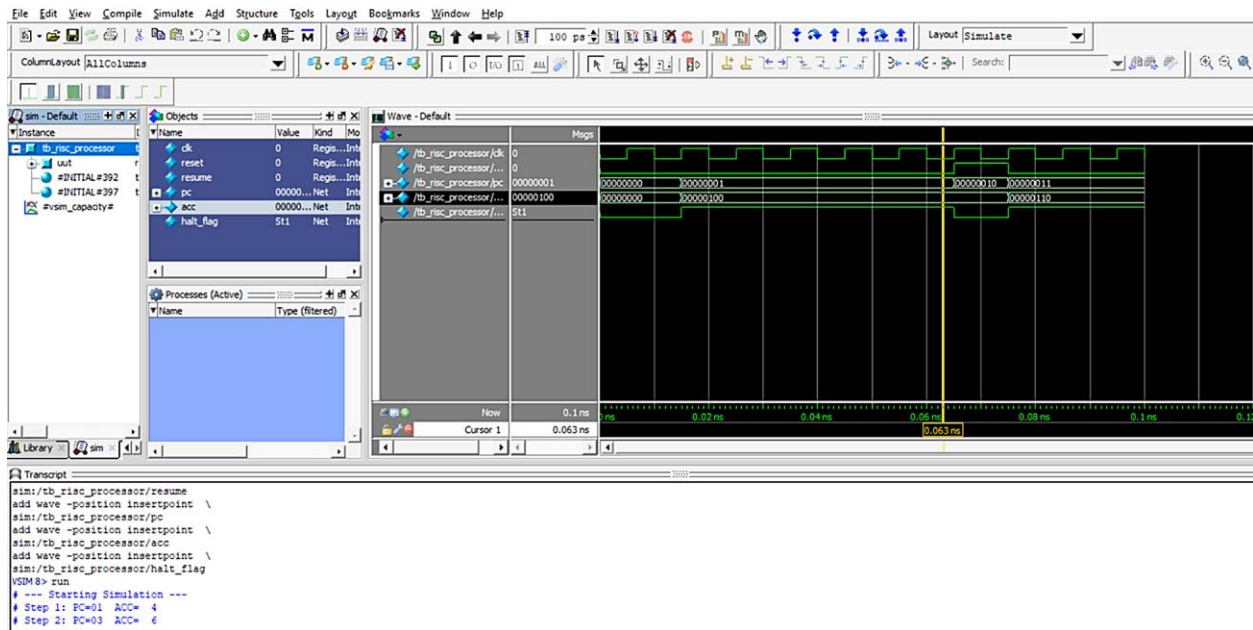 File Edit View Compile Simulate Add Structure Tools Layout Bookmarks Window Help
100 ps
Layout Simulate
ColumnLayout AllColumns
Search:
sim - Default
Objects
Wave - Default
Instance
Name Value Kind Mo
Msgs
tb_risc_processor t
uut r
#INITIAL#392 t
#INITIAL#397 t
#vsim_capacity#
clk 0 Regis... Int
reset 0 Regis... Int
resume 0 Regis... Int
pc 00000... Net Int
acc 00000... Net Int
halt_flag St1 Net Int
/tb_risc_processor/clk 0
/tb_risc_processor/... 0
/tb_risc_processor/pc 00000001 00000000 00000001 00000010 00000011
/tb_risc_processor/... 00000100 00000000 00000100 00000110
/tb_risc_processor/... St1
Processes (Active)
Name Type (filtered)
Now 0.1 ns ns 0.02 ns 0.04 ns 0.06 ns 0.08 ns 0.1 ns 0.1
Cursor 1 0.063 ns 0.063 ns
Library sim
Transcript
sim:/tb_risc_processor/resume
add wave -position insertpoint \
sim:/tb_risc_processor/pc
add wave -position insertpoint \
sim:/tb_risc_processor/acc
add wave -position insertpoint \
sim:/tb_risc_processor/halt_flag
VSIM 8> run
# --- Starting Simulation ---
# Step 1: PC=01 ACC= 4
# Step 2: PC=03 ACC= 6